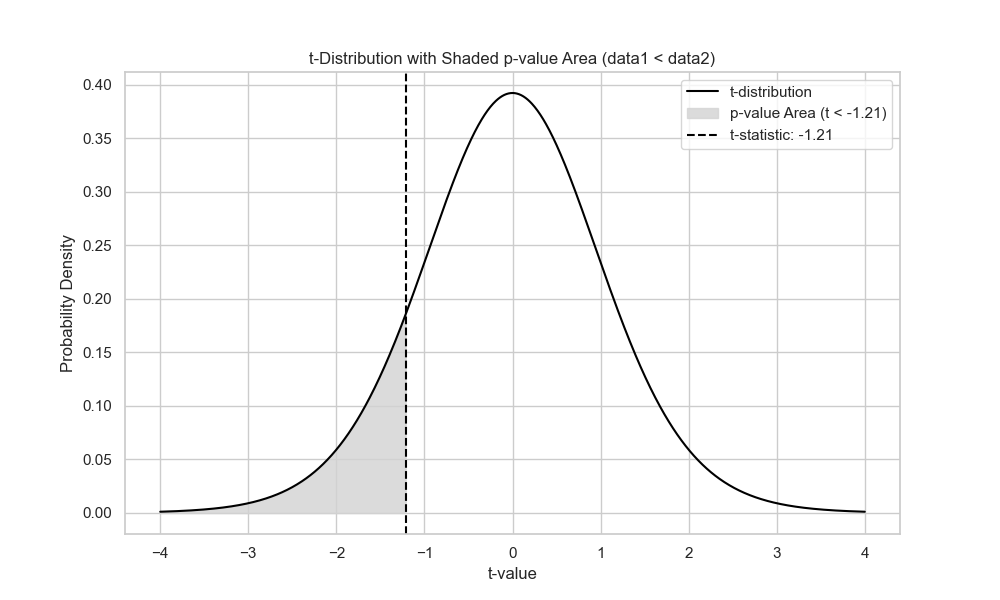 t-Distribution with Shaded p-value Area (data1 < data2)
t-distribution
p-value Area (t < -1.21)
t-statistic: -1.21
Probability Density
0.40
0.35
0.30
0.25
0.20
0.15
0.10
0.05
0.00
−4 −3 −2 −1 0 1 2 3 4
t-value